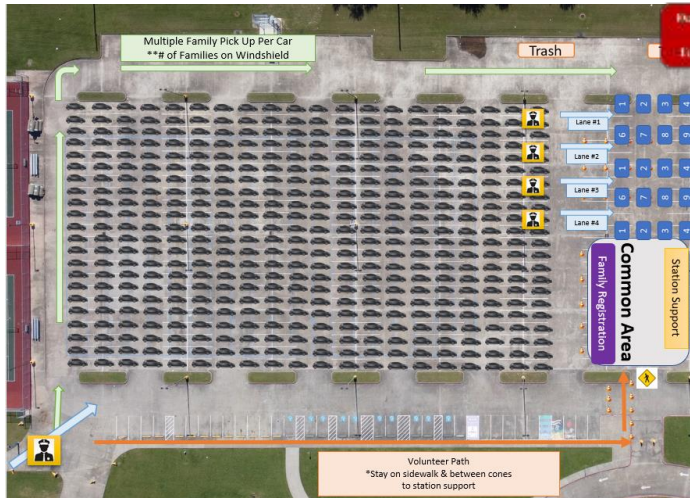 Multiple Family Pick Up Per Car
**# of Families on Windshield
Trash
Lane #1
Lane #2
Lane #3
Lane #4
1 2 3 4
6 7 8 9
1 2 3 4
6 7 8 9
1 2 3 4
Family Registration
Common Area
Station Support
Volunteer Path
*Stay on sidewalk & between cones
to station support